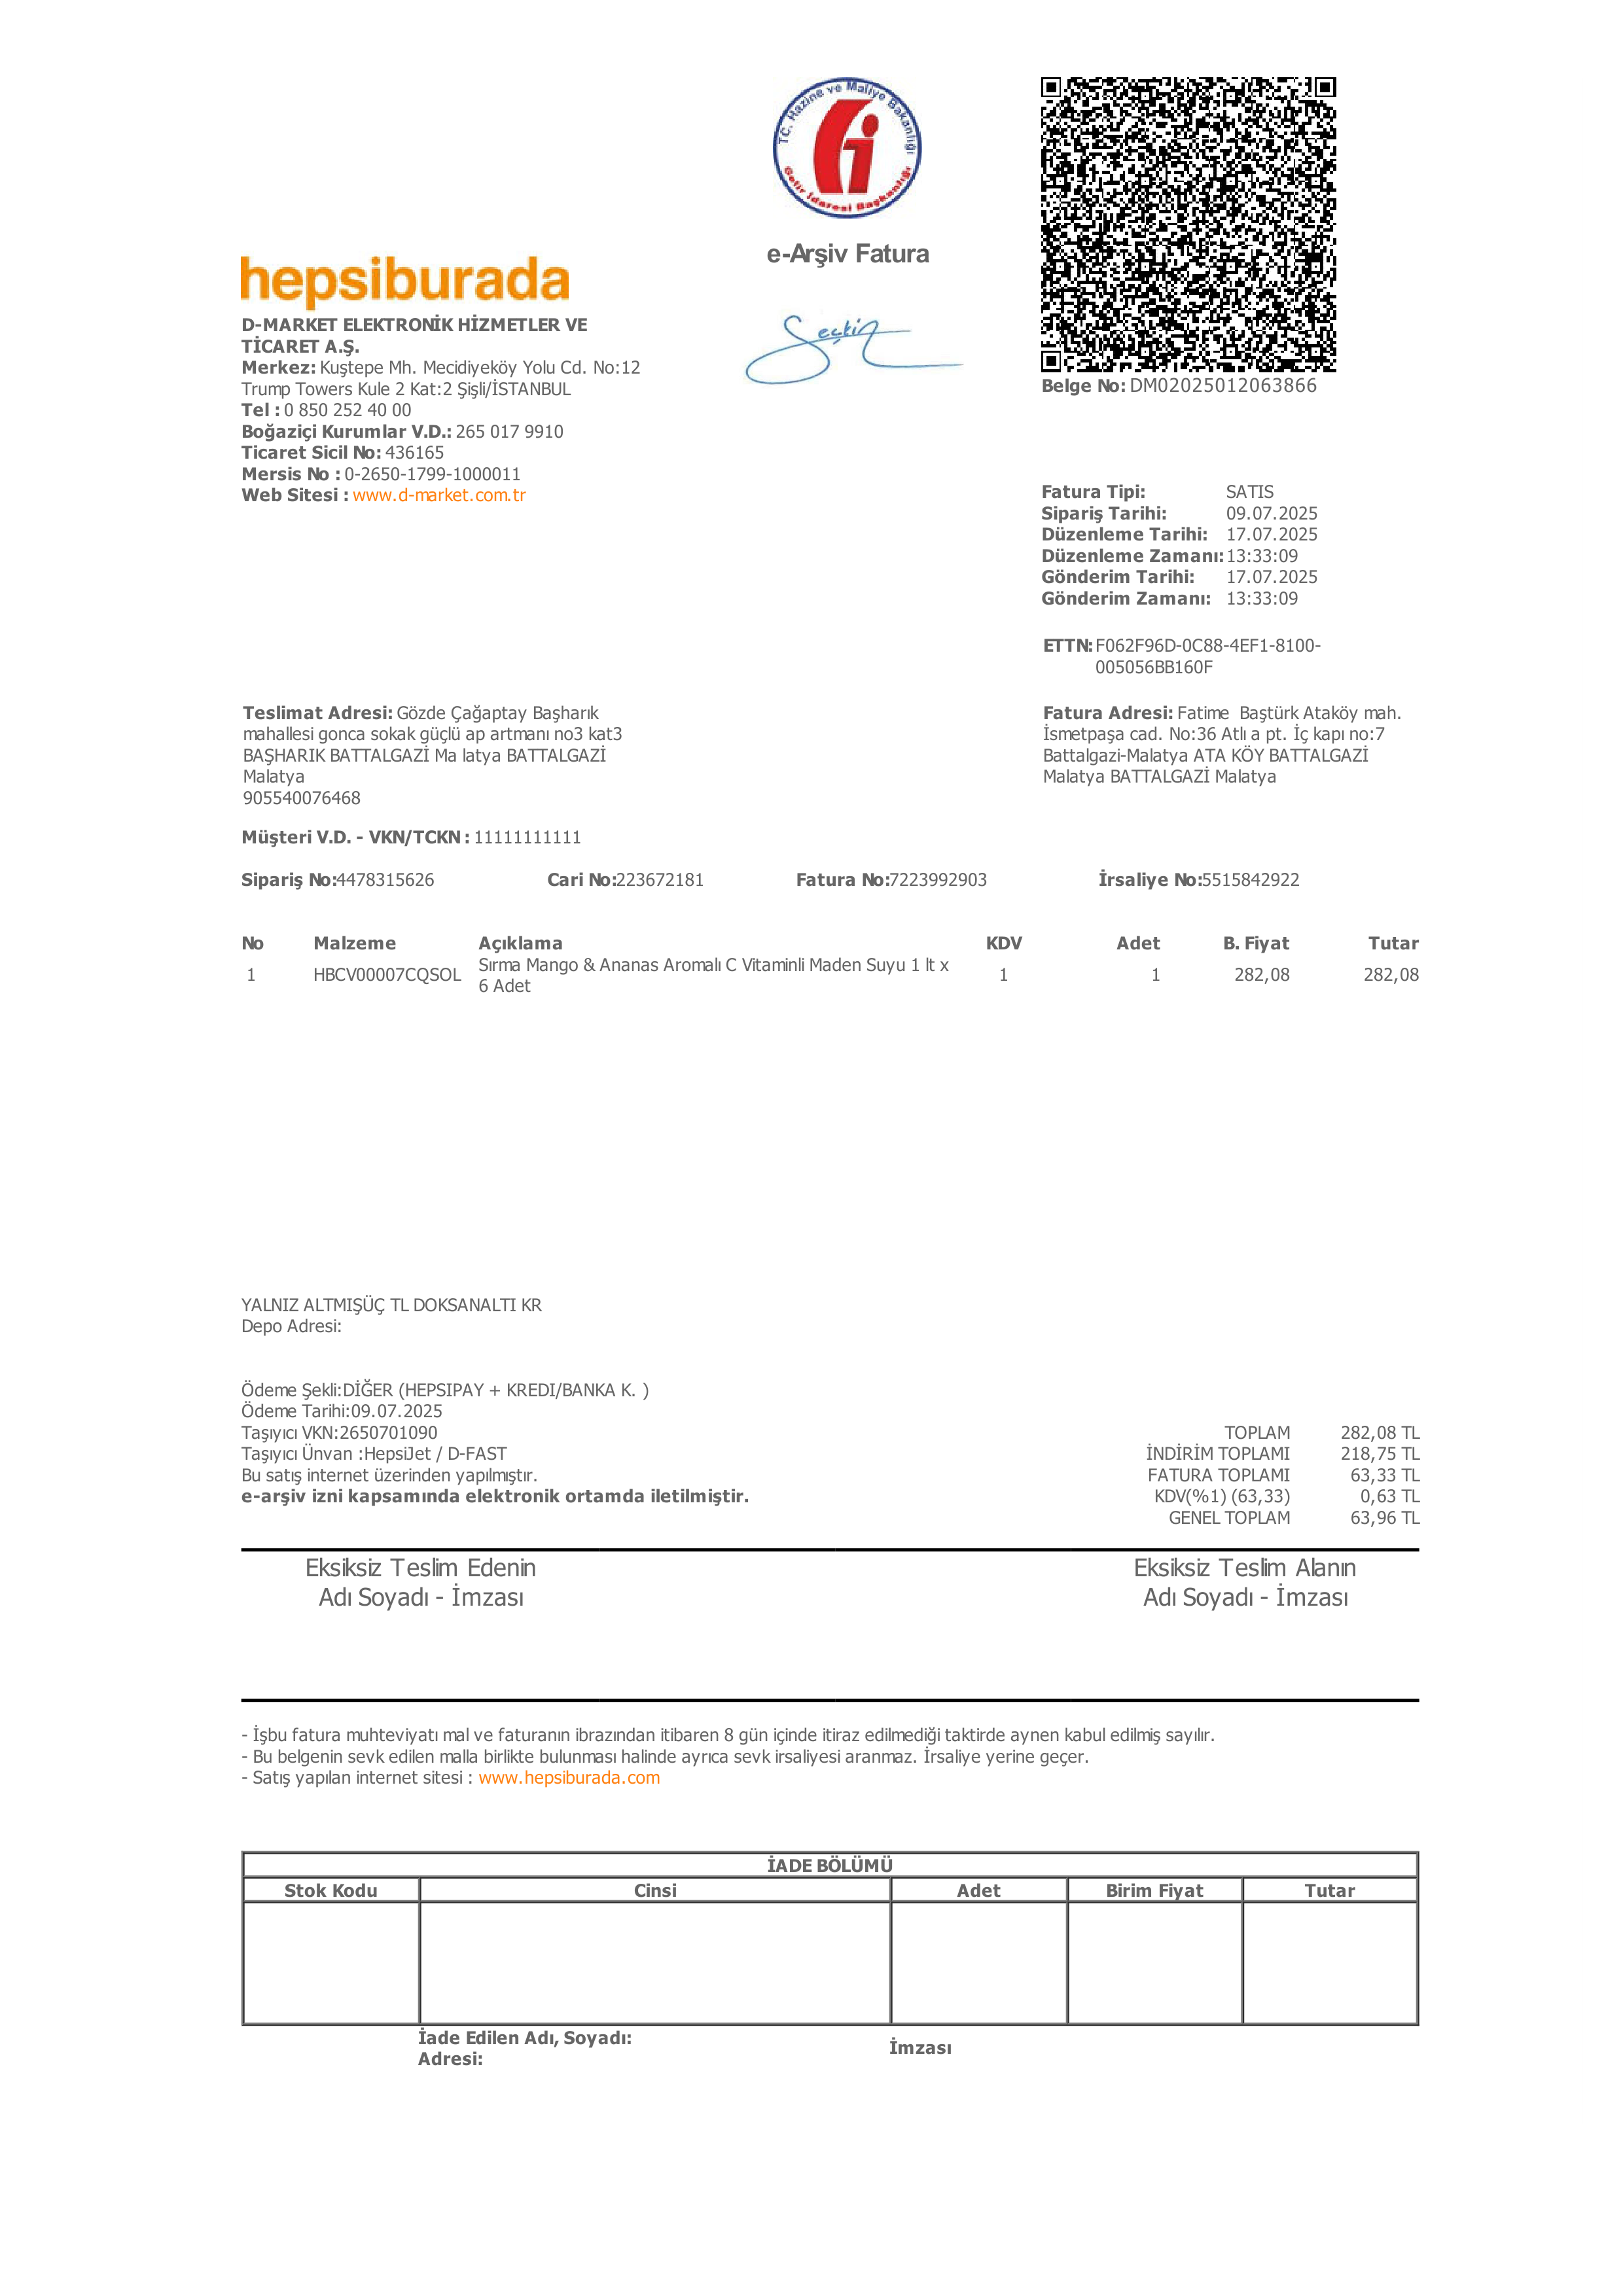 TC. Hazine ve Maliye Bakanlığı
Gelir İdaresi Başkanlığı
e-Arşiv Fatura
Seçkin
hepsiburada
D-MARKET ELEKTRONİK HİZMETLER VE
TİCARET A.Ş.
Merkez: Kuştepe Mh. Mecidiyeköy Yolu Cd. No:12
Trump Towers Kule 2 Kat:2 Şişli/İSTANBUL
Tel : 0 850 252 40 00
Boğaziçi Kurumlar V.D.: 265 017 9910
Ticaret Sicil No: 436165
Mersis No : 0-2650-1799-1000011
Web Sitesi : www.d-market.com.tr
Belge No: DM02025012063866
Fatura Tipi: SATIS
Sipariş Tarihi: 09.07.2025
Düzenleme Tarihi: 17.07.2025
Düzenleme Zamanı: 13:33:09
Gönderim Tarihi: 17.07.2025
Gönderim Zamanı: 13:33:09
ETTN: F062F96D-0C88-4EF1-8100-
005056BB160F
Teslimat Adresi: Gözde Çağaptay Başharık
mahallesi gonca sokak güçlü ap artmanı no3 kat3
BAŞHARIK BATTALGAZİ Ma latya BATTALGAZİ
Malatya
905540076468
Fatura Adresi: Fatime  Baştürk Ataköy mah.
İsmetpaşa cad. No:36 Atlı a pt. İç kapı no:7
Battalgazi-Malatya ATA KÖY BATTALGAZİ
Malatya BATTALGAZİ Malatya
Müşteri V.D. - VKN/TCKN : 11111111111
Sipariş No:4478315626 Cari No:223672181 Fatura No:7223992903 İrsaliye No:5515842922
No Malzeme Açıklama KDV Adet B. Fiyat Tutar
1 HBCV00007CQSOL Sırma Mango & Ananas Aromalı C Vitaminli Maden Suyu 1 lt x 1 1 282,08 282,08
6 Adet
YALNIZ ALTMIŞÜÇ TL DOKSANALTI KR
Depo Adresi:
Ödeme Şekli:DİĞER (HEPSIPAY + KREDI/BANKA K. )
Ödeme Tarihi:09.07.2025
Taşıyıcı VKN:2650701090
Taşıyıcı Ünvan :HepsiJet / D-FAST
Bu satış internet üzerinden yapılmıştır.
e-arşiv izni kapsamında elektronik ortamda iletilmiştir.
TOPLAM 282,08 TL
İNDİRİM TOPLAMI 218,75 TL
FATURA TOPLAMI 63,33 TL
KDV(%1) (63,33) 0,63 TL
GENEL TOPLAM 63,96 TL
Eksiksiz Teslim Edenin
Adı Soyadı - İmzası
Eksiksiz Teslim Alanın
Adı Soyadı - İmzası
- İşbu fatura muhteviyatı mal ve faturanın ibrazından itibaren 8 gün içinde itiraz edilmediği taktirde aynen kabul edilmiş sayılır.
- Bu belgenin sevk edilen malla birlikte bulunması halinde ayrıca sevk irsaliyesi aranmaz. İrsaliye yerine geçer.
- Satış yapılan internet sitesi : www.hepsiburada.com
İADE BÖLÜMÜ
Stok Kodu Cinsi Adet Birim Fiyat Tutar
İade Edilen Adı, Soyadı:
Adresi:
İmzası